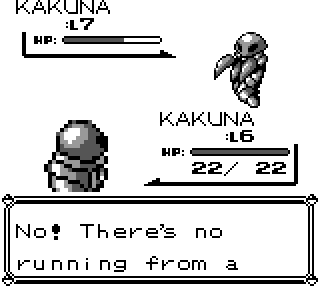 KAKUNA
:L7
HP:
KAKUNA
:L6
HP:
22/ 22
No! There's no
running from a